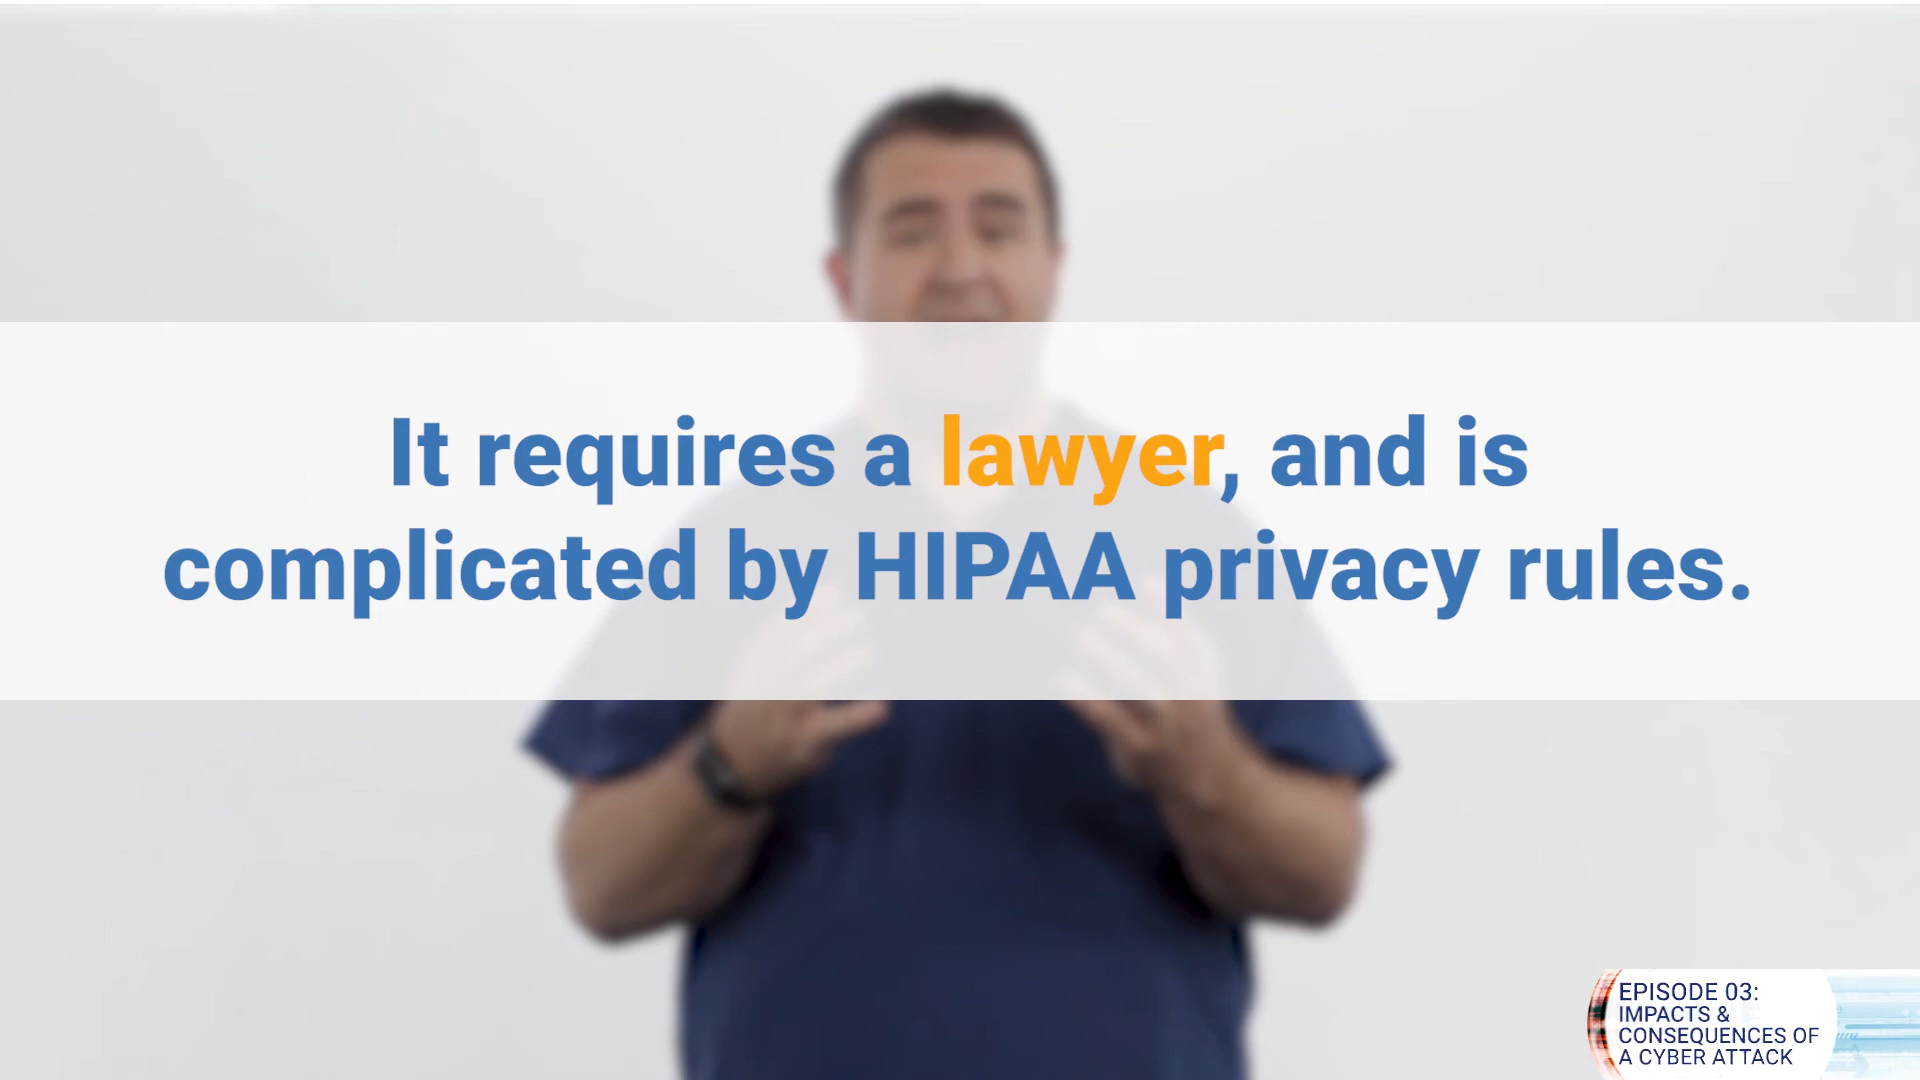 It requires a lawyer, and is
complicated by HIPAA privacy rules.
EPISODE 03:
IMPACTS &
CONSEQUENCES OF
A CYBER ATTACK